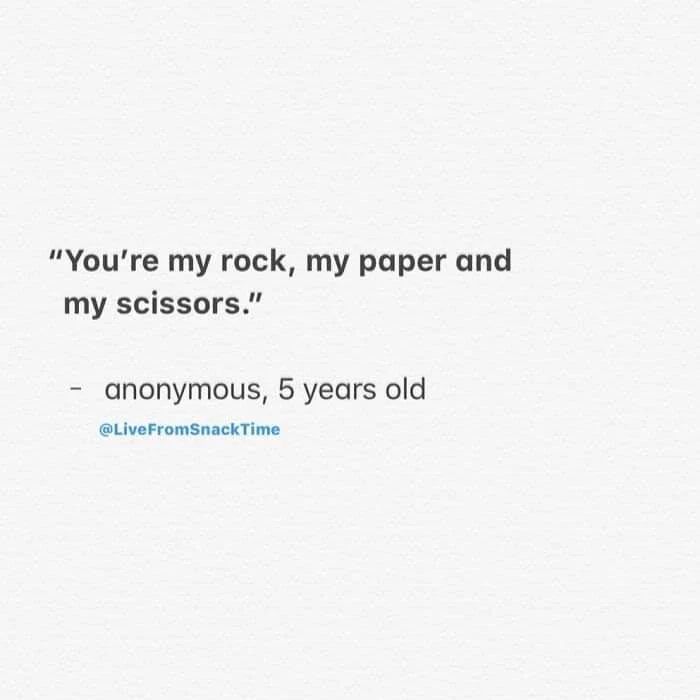 “You’re my rock, my paper and
my scissors.”
- anonymous, 5 years old
@LiveFromSnackTime